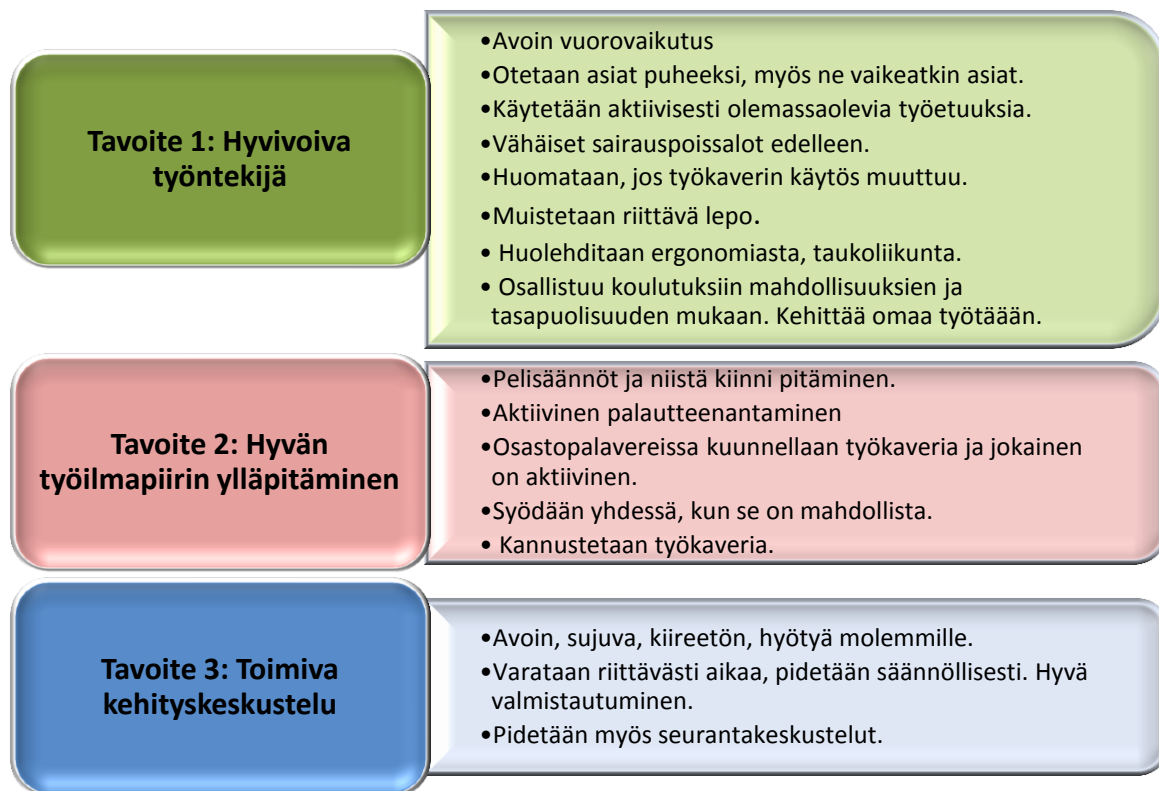 Tavoite 1: Hyvivoiva
työntekijä
•Avoin vuorovaikutus
•Otetaan asiat puheeksi, myös ne vaikeatkin asiat.
•Käytetään aktiivisesti olemassaolevia työetuuksia.
•Vähäiset sairauspoissalot edelleen.
•Huomataan, jos työkaverin käytös muuttuu.
•Muistetaan riittävä lepo.
• Huolehditaan ergonomiasta, taukoliikunta.
• Osallistuu koulutuksiin mahdollisuuksien ja
tasapuolisuuden mukaan. Kehittää omaa työtäään.
Tavoite 2: Hyvän
työilmapiirin ylläpitäminen
•Pelisäännöt ja niistä kiinni pitäminen.
•Aktiivinen palautteenantaminen
•Osastopalavereissa kuunnellaan työkaveria ja jokainen
on aktiivinen.
•Syödään yhdessä, kun se on mahdollista.
• Kannustetaan työkaveria.
Tavoite 3: Toimiva
kehityskeskustelu
•Avoin, sujuva, kiireetön, hyötyä molemmille.
•Varataan riittävästi aikaa, pidetään säännöllisesti. Hyvä
valmistautuminen.
•Pidetään myös seurantakeskustelut.